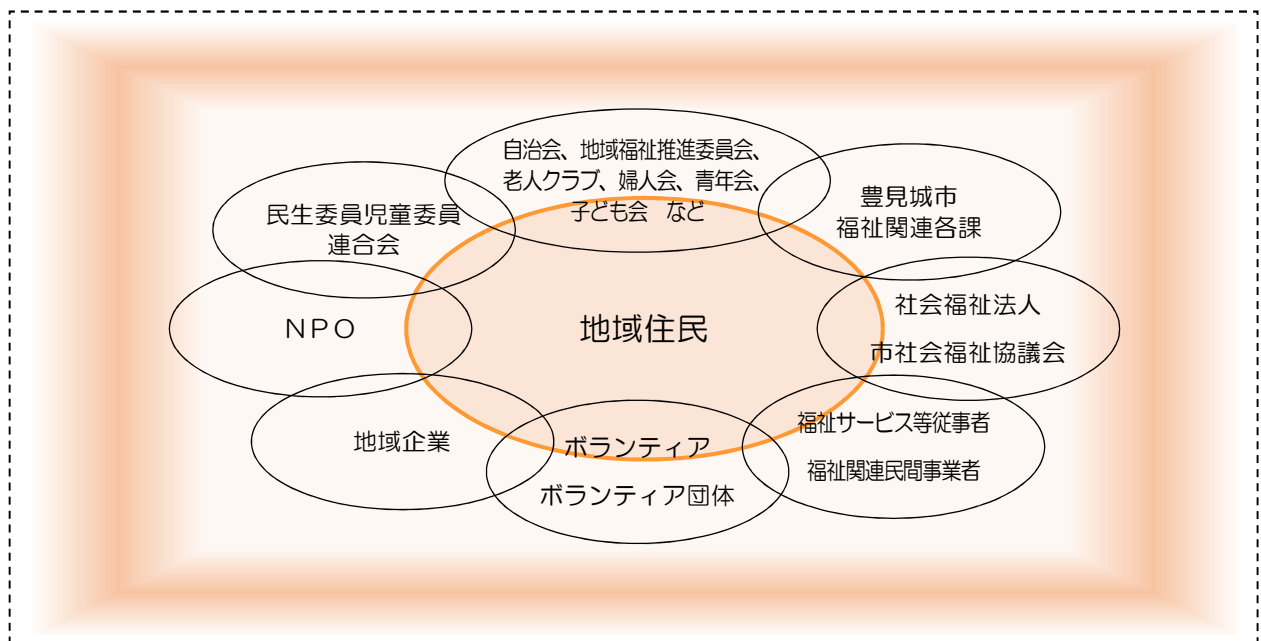 自治会、地域福祉推進委員会、
老人クラブ、婦人会、青年会、
子ども会　など
民生委員児童委員
連合会
豊見城市
福祉関連各課
NPO
地域住民
社会福祉法人
市社会福祉協議会
地域企業
ボランティア
ボランティア団体
福祉サービス等従事者
福祉関連民間事業者